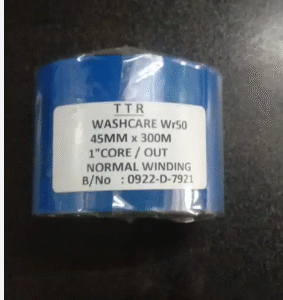 TTR
WASHCARE Wr50
45MM x 300M
1"CORE / OUT
NORMAL WINDING
B/No : 0922-D-7921